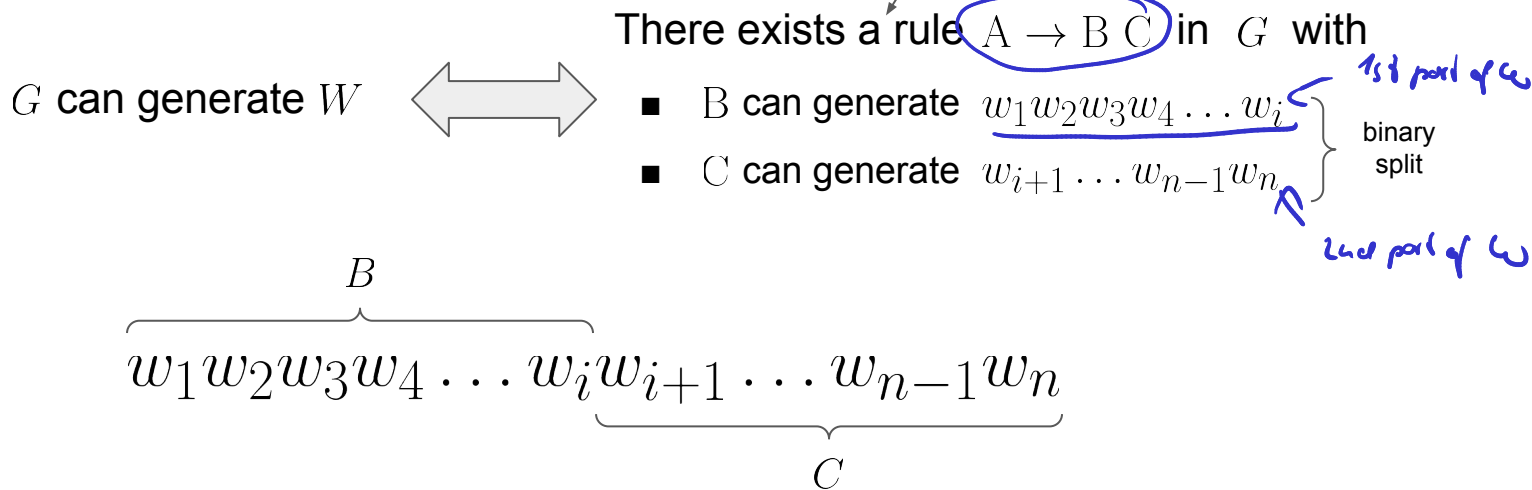 There exists a rule A → B C in G with
1st part of w
G can generate W
■ B can generate w₁w₂w₃w₄ … wᵢ
binary
split
■ C can generate wᵢ₊₁ … wₙ₋₁wₙ
2nd part of w
B
w₁w₂w₃w₄ … wᵢwᵢ₊₁ … wₙ₋₁wₙ
C